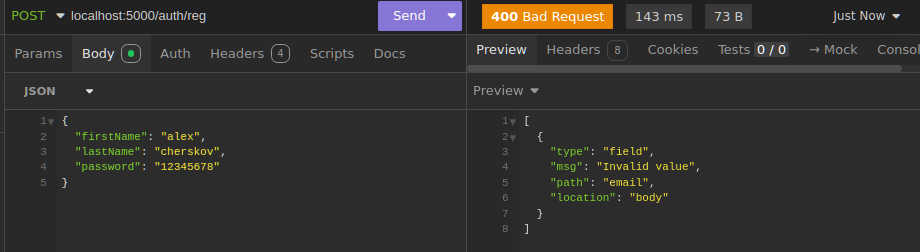 POST localhost:5000/auth/reg Send
Params Body Auth Headers 4 Scripts Docs
JSON
1 {
2 "firstName": "alex",
3 "lastName": "cherskov",
4 "password": "12345678"
5 }
400 Bad Request 143 ms 73 B Just Now
Preview Headers 8 Cookies Tests 0 / 0 → Mock Consol
Preview
1 [
2 {
3 "type": "field",
4 "msg": "Invalid value",
5 "path": "email",
6 "location": "body"
7 }
8 ]